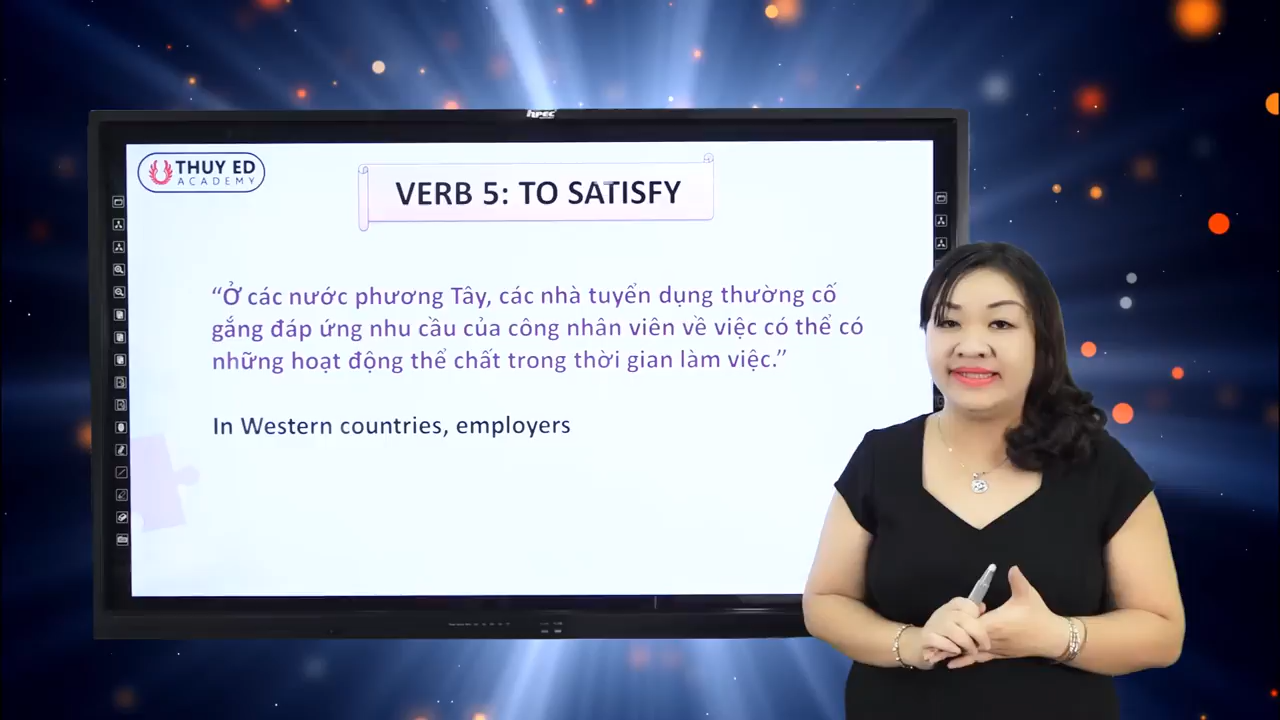 HPEC
THUY ED
ACADEMY
VERB 5: TO SATISFY
“Ở các nước phương Tây, các nhà tuyển dụng thường cố
gắng đáp ứng nhu cầu của công nhân viên về việc có thể có
những hoạt động thể chất trong thời gian làm việc.”
In Western countries, employers